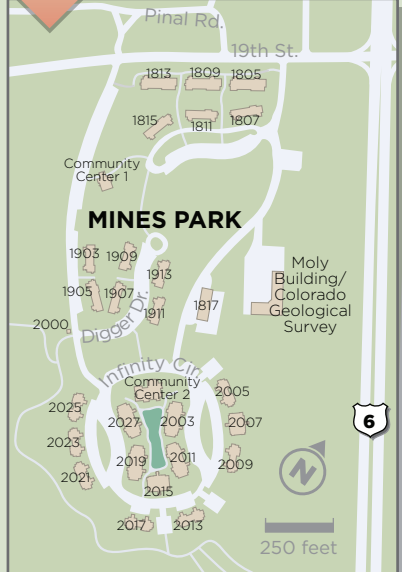 Pinal Rd.
19th St.
1813
1809
1805
1815
1811
1807
Community
Center 1
MINES PARK
1903
1909
1913
Moly
Building/
Colorado
Geological
Survey
1905
1907
1911
1817
2000
Digger Dr.
Infinity Cir.
Community
Center 2
2005
2025
2027
2003
2007
6
2023
2019
2011
2009
2021
2015
N
2017
2013
250 feet